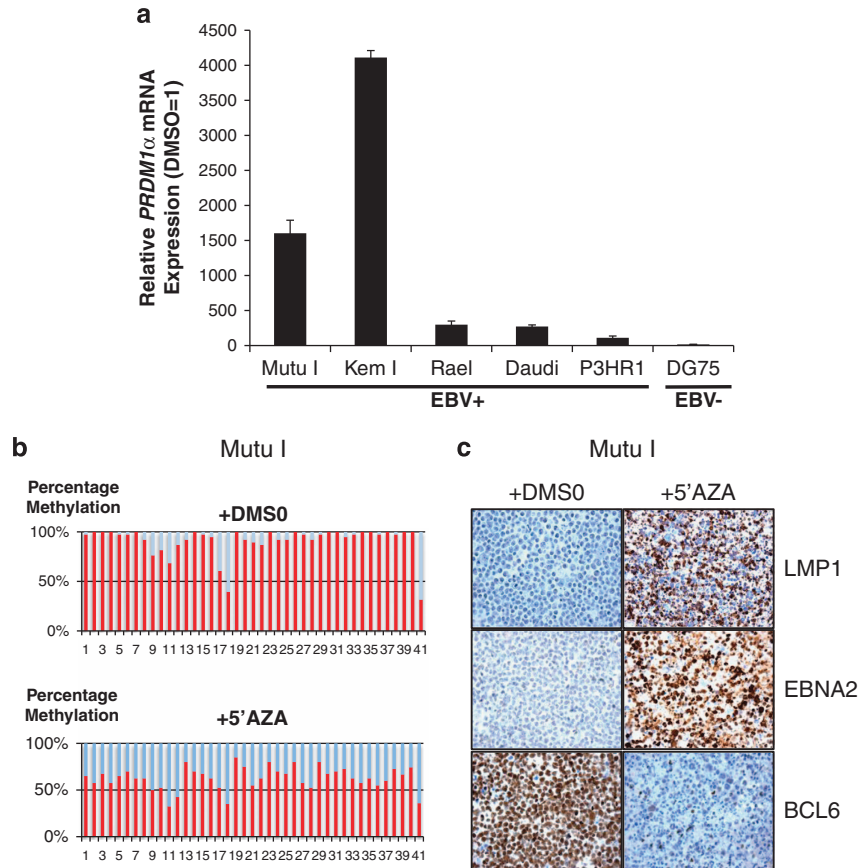 a
Relative PRDM1α mRNA
Expression (DMSO=1)
4500
4000
3500
3000
2500
2000
1500
1000
500
0
Mutu I Kem I Rael Daudi P3HR1 DG75
EBV+ EBV-
b Mutu I
Percentage
Methylation
+DMS0
100%
50%
0%
1 3 5 7 9 11 13 15 17 19 21 23 25 27 29 31 33 35 37 39 41
Percentage
Methylation
+5'AZA
100%
50%
0%
1 3 5 7 9 11 13 15 17 19 21 23 25 27 29 31 33 35 37 39 41
c Mutu I
+DMS0 +5'AZA
LMP1
EBNA2
BCL6